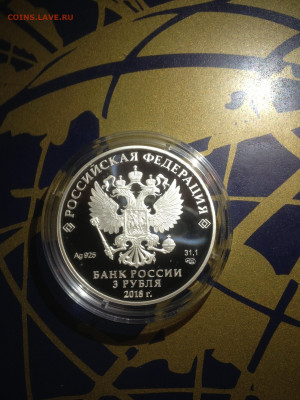 COINS.LAVE.RU
РОССИЙСКАЯ ФЕДЕРАЦИЯ
Ag 925
31,1
БАНК РОССИИ
3 РУБЛЯ
2018 г.